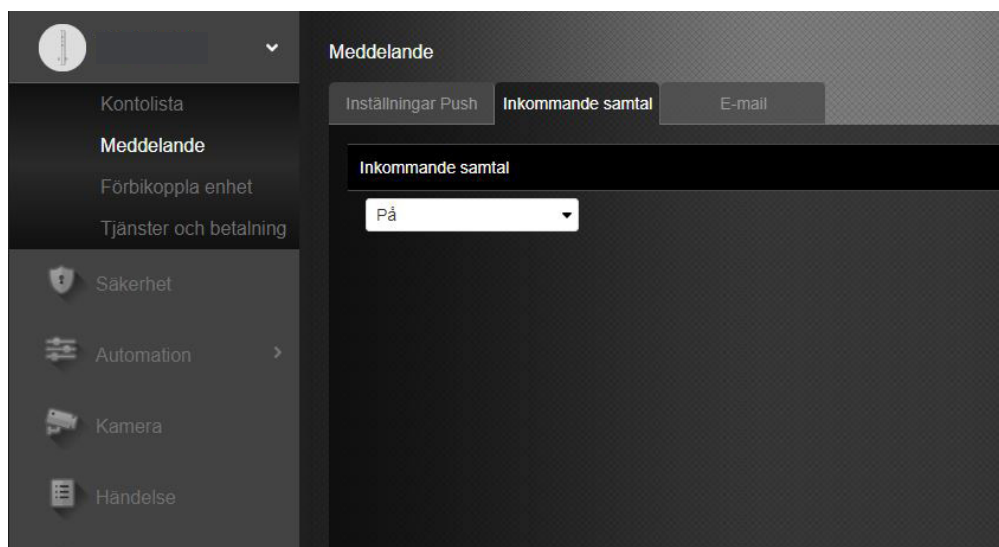 Kontolista
Meddelande
Förbikoppla enhet
Tjänster och betalning
Säkerhet
Automation
Kamera
Händelse
Meddelande
Inställningar Push
Inkommande samtal
E-mail
Inkommande samtal
På